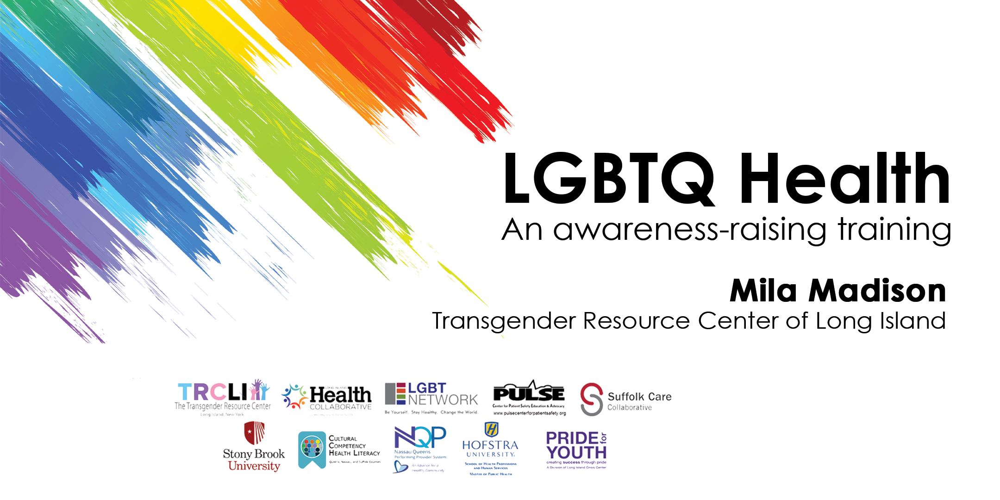 LGBTQ Health
An awareness-raising training
Mila Madison
Transgender Resource Center of Long Island
TRCLI
The Transgender Resource Center
Long Island, New York
LONG ISLAND
Health
COLLABORATIVE
LGBT
NETWORK
Be Yourself. Stay Healthy. Change the World.
PULSE
Center for Patient Safety Education & Advocacy
www.pulsecenterforpatientsafety.org
Suffolk Care
Collaborative
Stony Brook
University
CULTURAL
COMPETENCY
HEALTH LITERACY
QUEENS, NASSAU, AND SUFFOLK COUNTIES
NQP
Nassau Queens
Performing Provider System
An Alliance for a
Healthy Community
H
HOFSTRA
UNIVERSITY®
SCHOOL OF HEALTH PROFESSIONS
AND HUMAN SERVICES
MASTER OF PUBLIC HEALTH
PRIDE for
YOUTH
creating success through pride
A Division of Long Island Crisis Center